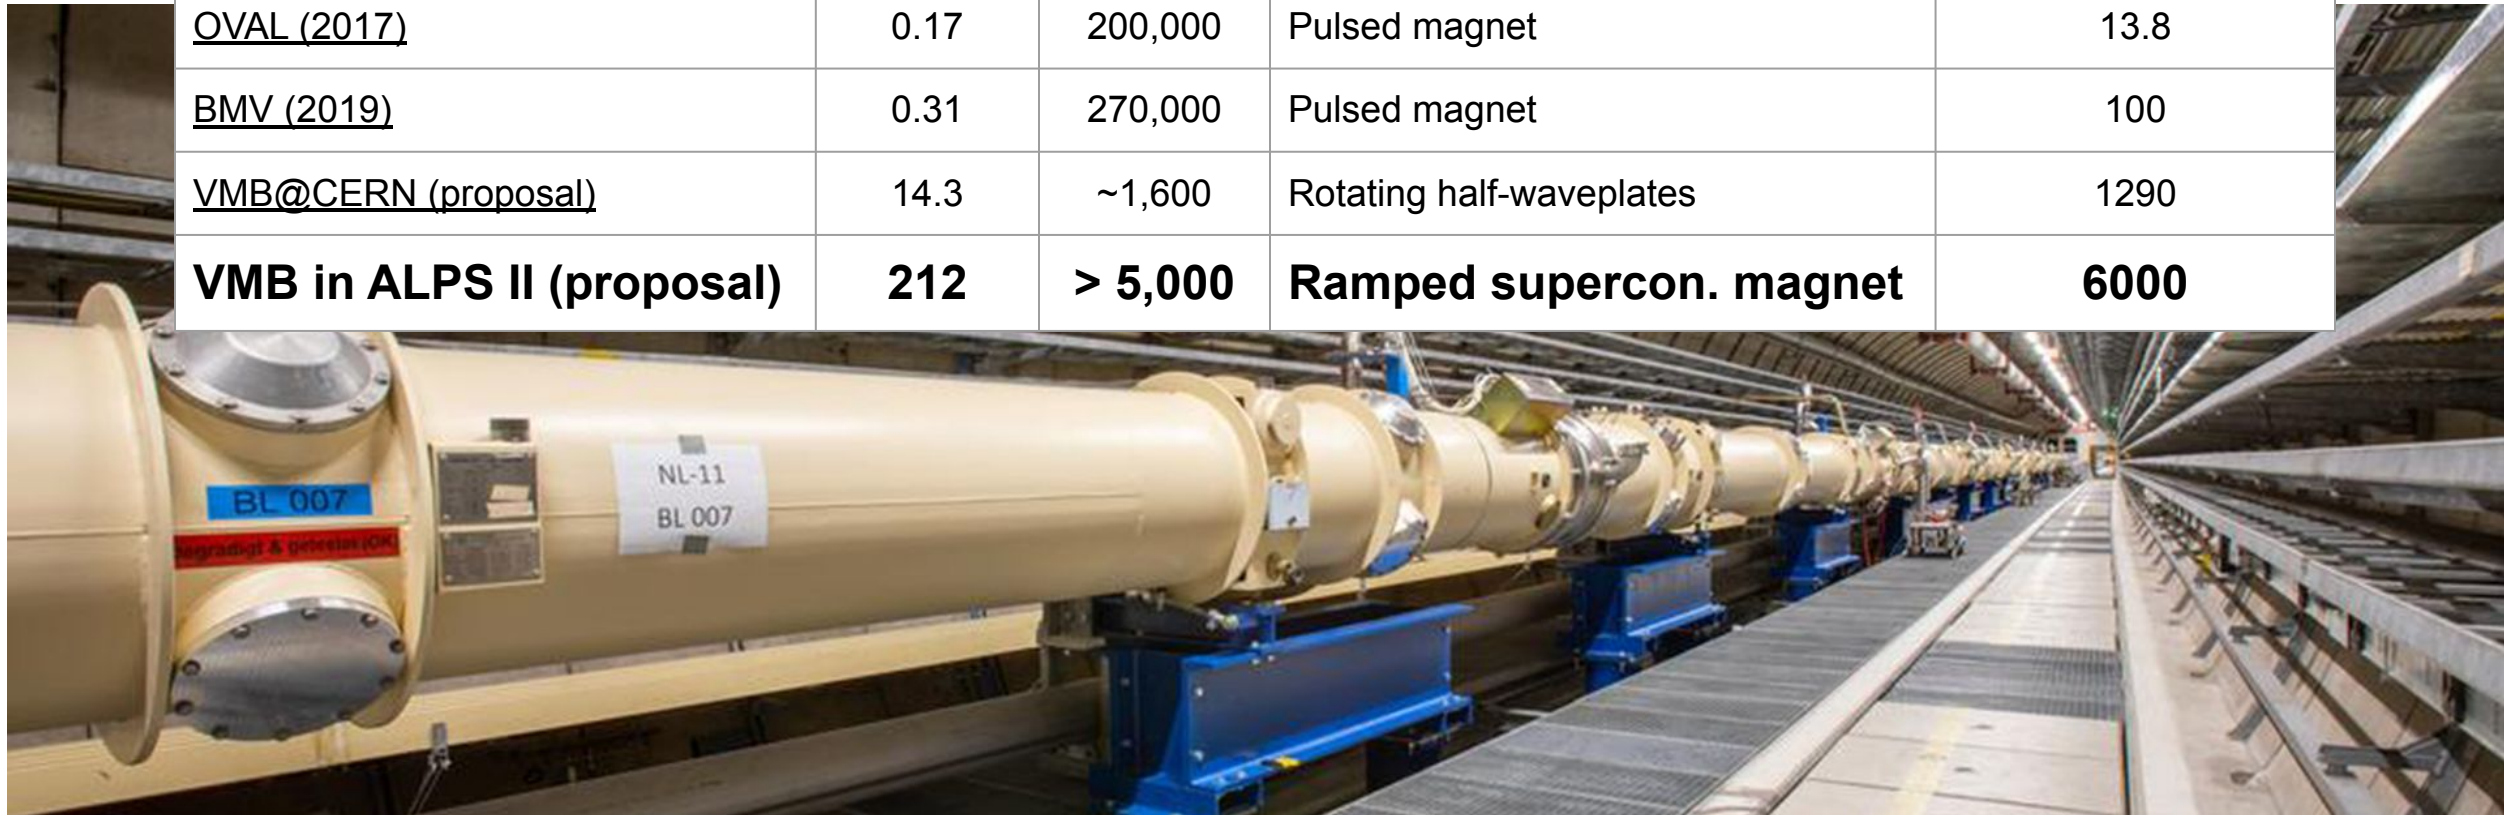 OVAL (2017) 0.17 200,000 Pulsed magnet 13.8
BMV (2019) 0.31 270,000 Pulsed magnet 100
VMB@CERN (proposal) 14.3 ~1,600 Rotating half-waveplates 1290
VMB in ALPS II (proposal) 212 > 5,000 Ramped supercon. magnet 6000
NL-11
BL 007
BL 007
& getestet (OK)